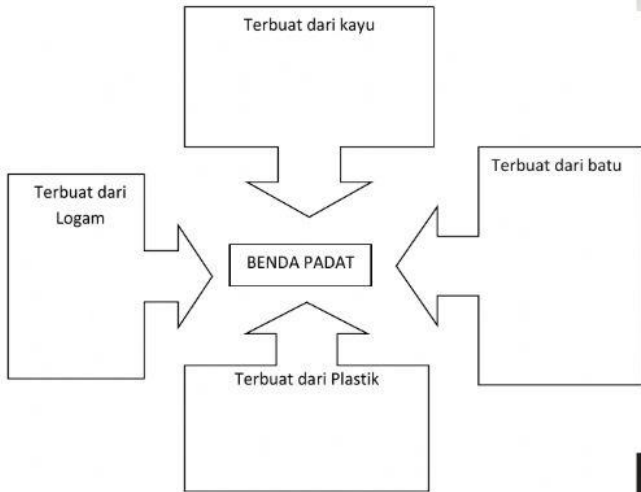 Terbuat dari kayu
Terbuat dari batu
Terbuat dari
Logam
BENDA PADAT
Terbuat dari Plastik